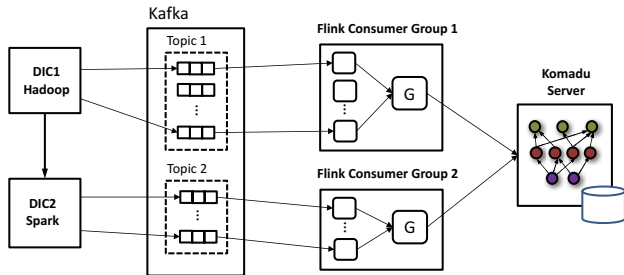 Kafka
Flink Consumer Group 1
Topic 1
DIC1
Hadoop
...
...
G
Komadu
Server
Topic 2
Flink Consumer Group 2
DIC2
Spark
...
...
G